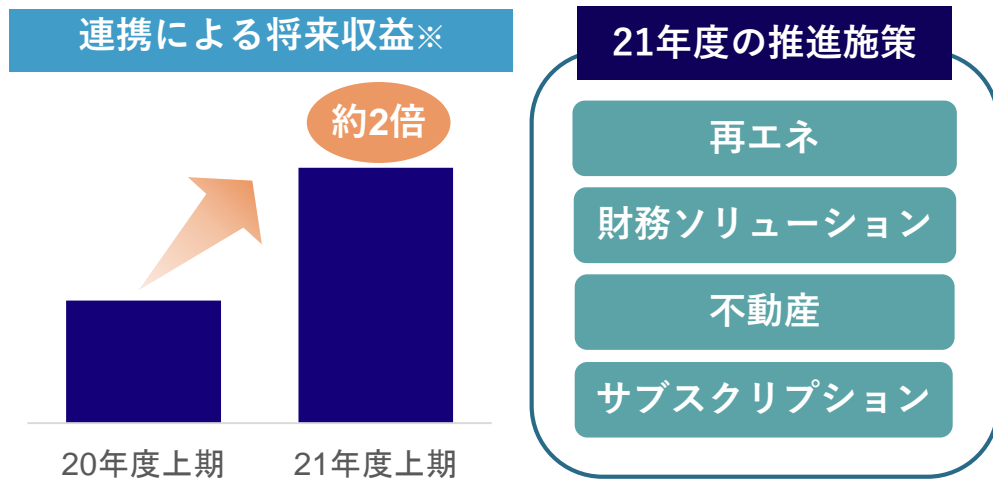 連携による将来収益※
約2倍
20年度上期
21年度上期
21年度の推進施策
再エネ
財務ソリューション
不動産
サブスクリプション